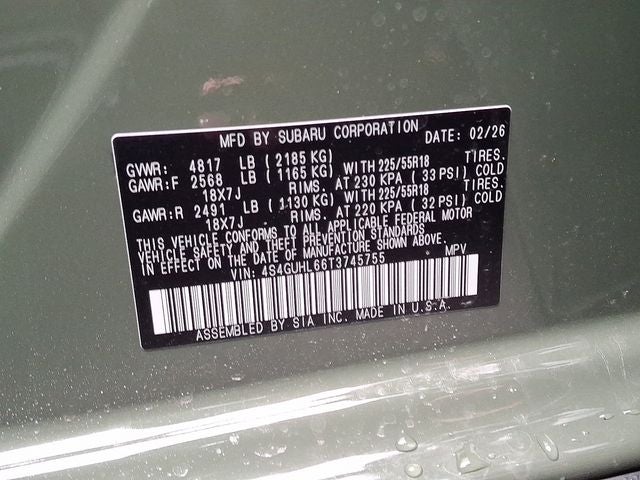 MFD BY SUBARU CORPORATION DATE: 02/26
GVWR: 4817 LB ( 2185 KG)
GAWR:F 2568 LB ( 1165 KG) WITH 225/55R18 TIRES.
18X7J RIMS. AT 230 KPA ( 33 PSI) COLD
GAWR:R 2491 LB ( 1130 KG) WITH 225/55R18 TIRES.
18X7J RIMS. AT 220 KPA ( 32 PSI) COLD
THIS VEHICLE CONFORMS TO ALL APPLICABLE FEDERAL MOTOR
VEHICLE SAFETY AND THEFT PREVENTION STANDARDS
IN EFFECT ON THE DATE OF MANUFACTURE SHOWN ABOVE.
VIN: 4S4GUHL66T3745755 MPV
ASSEMBLED BY SIA INC. MADE IN U.S.A.